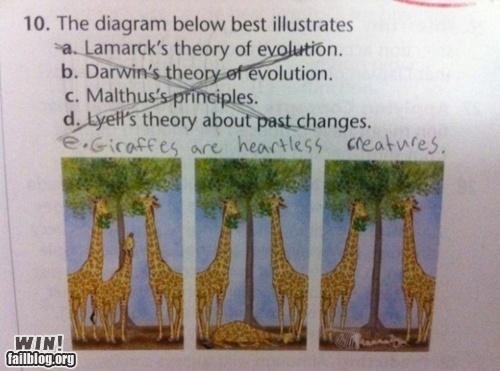 10. The diagram below best illustrates
a. Lamarck's theory of evolution.
b. Darwin's theory of evolution.
c. Malthus's principles.
d. Lyell's theory about past changes.
e. Giraffes are heartless creatures.
WIN!
failblog.org